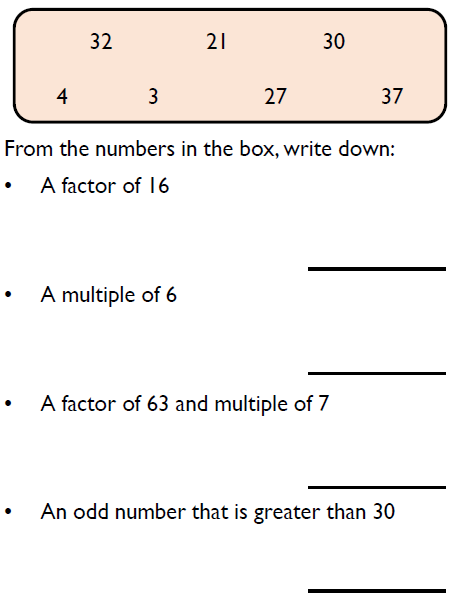 32 21 30
4 3 27 37
From the numbers in the box, write down:
• A factor of 16
• A multiple of 6
• A factor of 63 and multiple of 7
• An odd number that is greater than 30